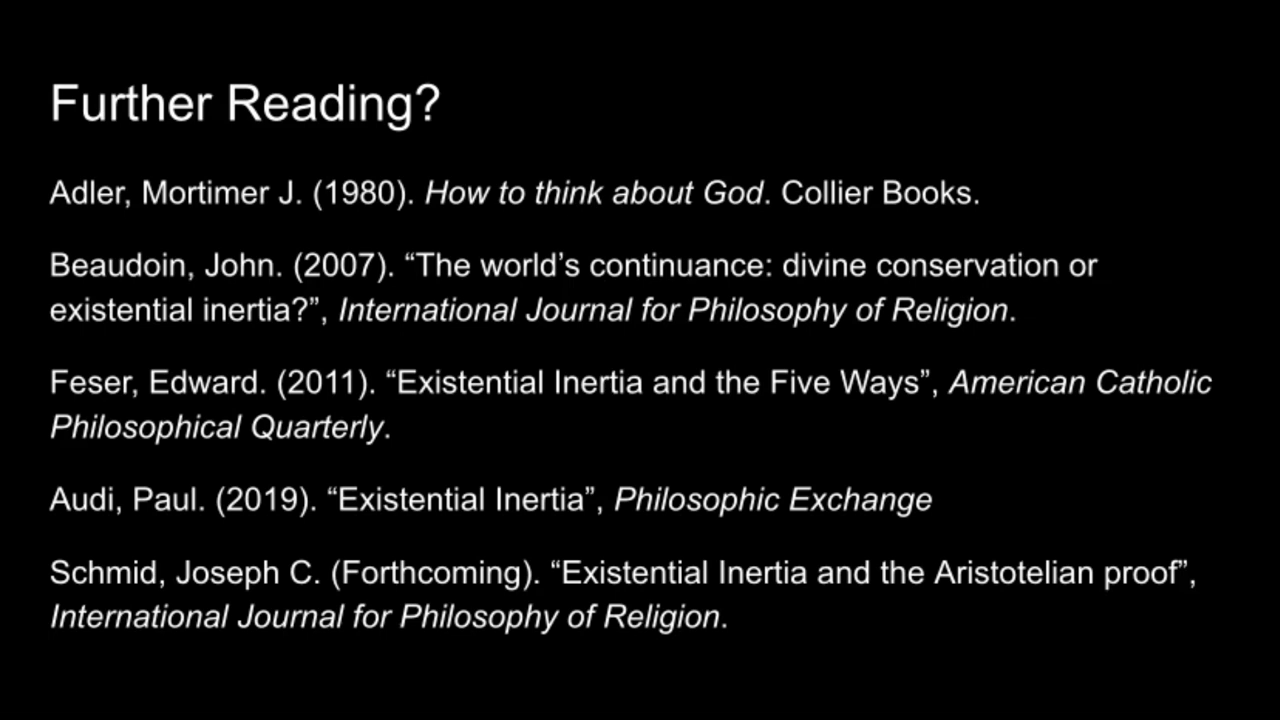 Further Reading?
Adler, Mortimer J. (1980). How to think about God. Collier Books.
Beaudoin, John. (2007). “The world’s continuance: divine conservation or
existential inertia?”, International Journal for Philosophy of Religion.
Feser, Edward. (2011). “Existential Inertia and the Five Ways”, American Catholic
Philosophical Quarterly.
Audi, Paul. (2019). “Existential Inertia”, Philosophic Exchange
Schmid, Joseph C. (Forthcoming). “Existential Inertia and the Aristotelian proof”,
International Journal for Philosophy of Religion.